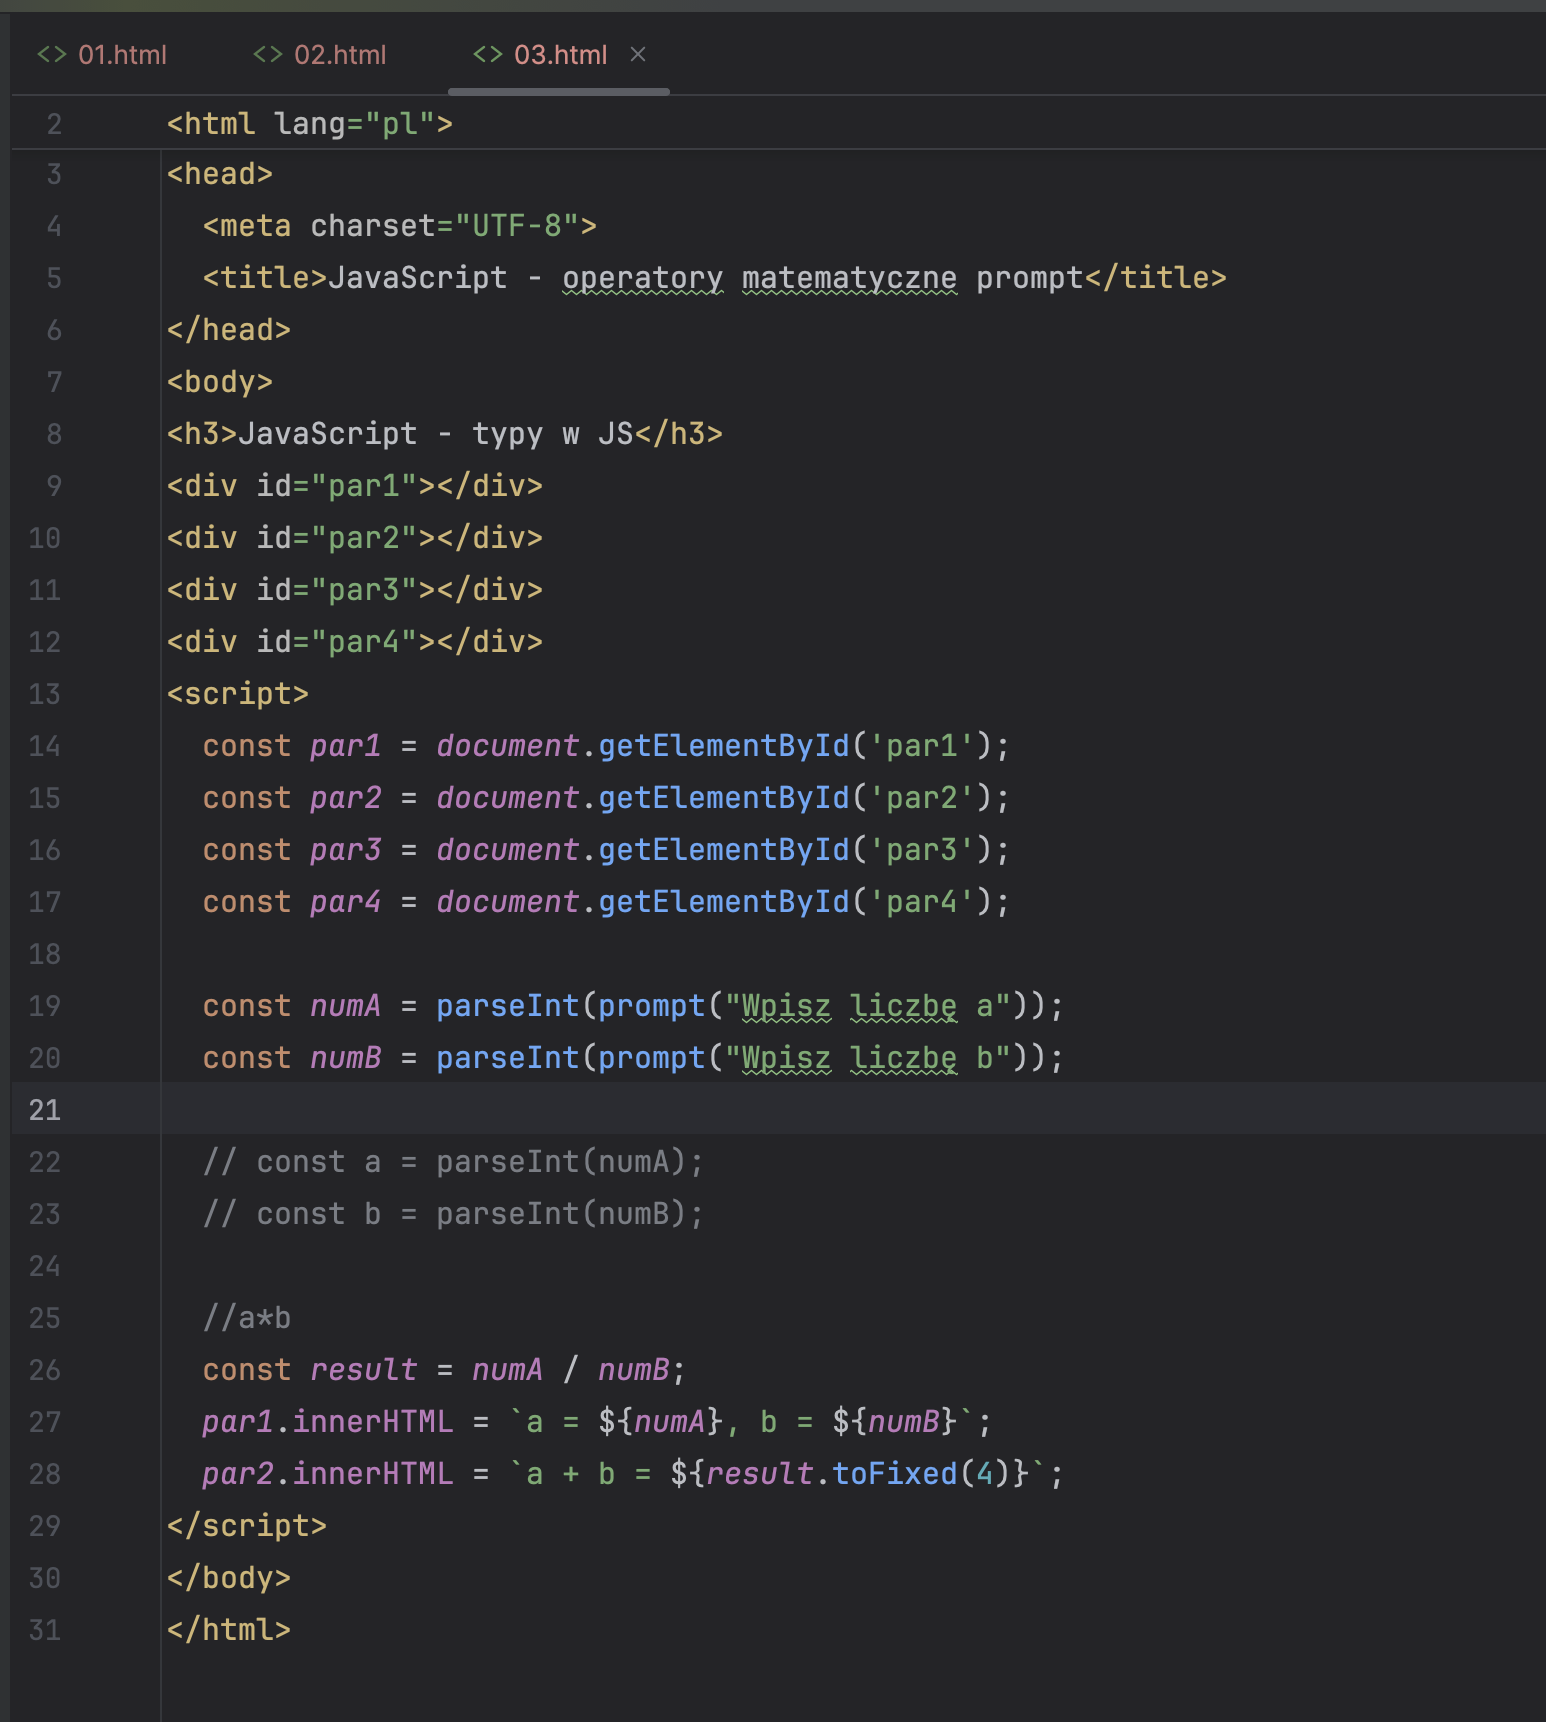 <> 01.html <> 02.html <> 03.html ×
2 <html lang="pl">
3 <head>
4   <meta charset="UTF-8">
5   <title>JavaScript - operatory matematyczne prompt</title>
6 </head>
7 <body>
8 <h3>JavaScript - typy w JS</h3>
9 <div id="par1"></div>
10 <div id="par2"></div>
11 <div id="par3"></div>
12 <div id="par4"></div>
13 <script>
14   const par1 = document.getElementById('par1');
15   const par2 = document.getElementById('par2');
16   const par3 = document.getElementById('par3');
17   const par4 = document.getElementById('par4');
18
19   const numA = parseInt(prompt("Wpisz liczbę a"));
20   const numB = parseInt(prompt("Wpisz liczbę b"));
21
22   // const a = parseInt(numA);
23   // const b = parseInt(numB);
24
25   //a*b
26   const result = numA / numB;
27   par1.innerHTML = `a = ${numA}, b = ${numB}`;
28   par2.innerHTML = `a + b = ${result.toFixed(4)}`;
29 </script>
30 </body>
31 </html>